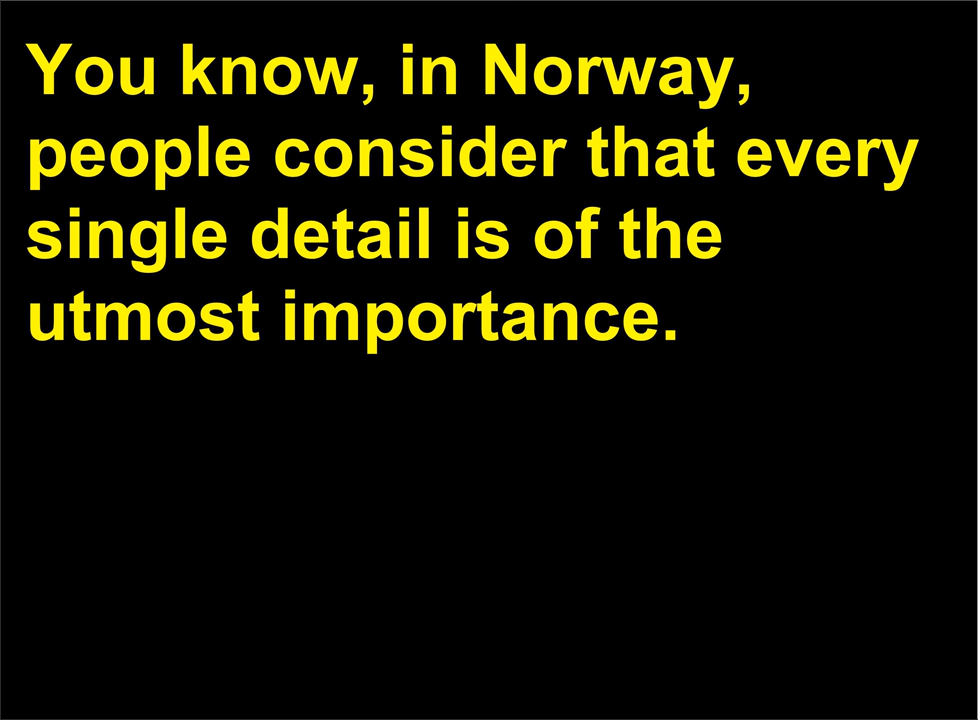 You know, in Norway,
people consider that every
single detail is of the
utmost importance.